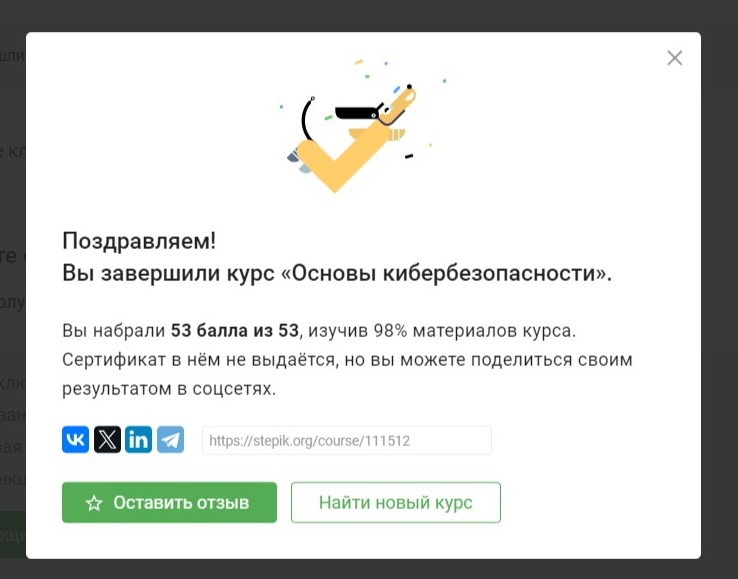 Поздравляем!
Вы завершили курс «Основы кибербезопасности».
Вы набрали 53 балла из 53, изучив 98% материалов курса.
Сертификат в нём не выдаётся, но вы можете поделиться своим
результатом в соцсетях.
https://stepik.org/course/111512
Оставить отзыв
Найти новый курс